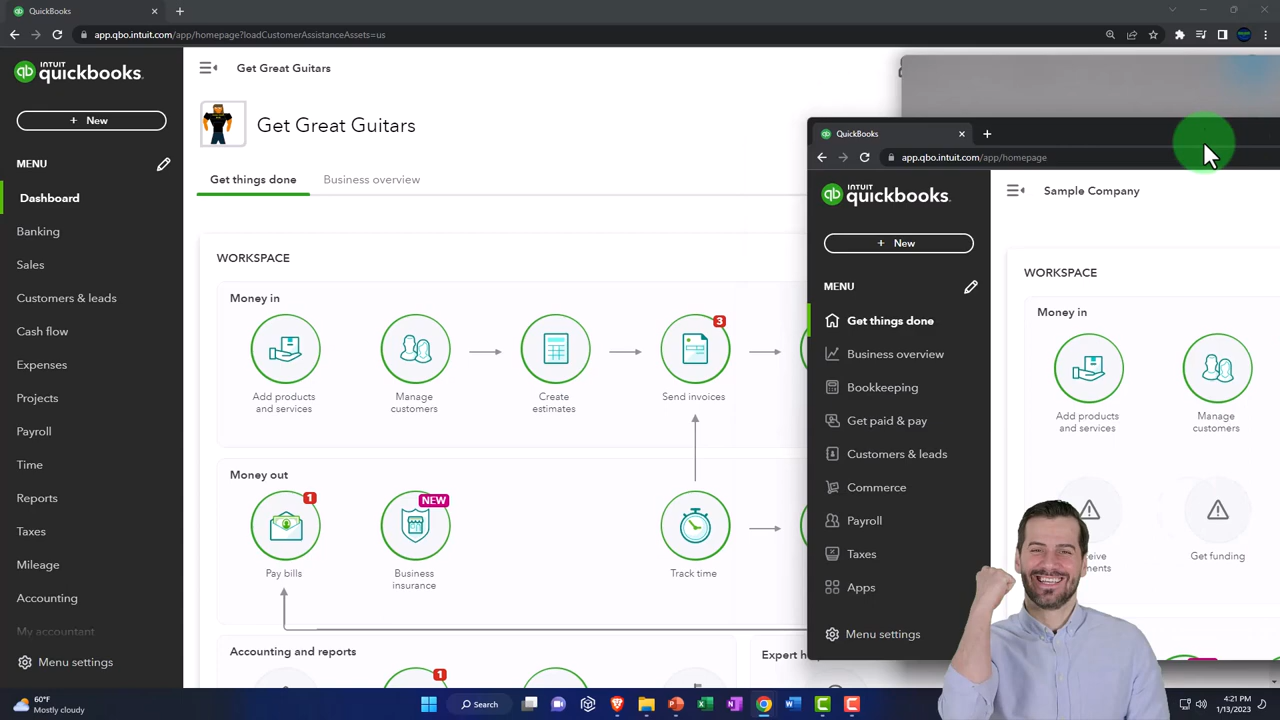 QuickBooks
app.qbo.intuit.com/app/homepage?loadCustomerAssistanceAssets=us
INTUIT
quickbooks.
+ New
MENU
Dashboard
Banking
Sales
Customers & leads
Cash flow
Expenses
Projects
Payroll
Time
Reports
Taxes
Mileage
Accounting
My accountant
Menu settings
Get Great Guitars
Get Great Guitars
Get things done
Business overview
WORKSPACE
Money in
Add products
and services
Manage
customers
Create
estimates
3
Send invoices
Money out
1
Pay bills
NEW
Business
insurance
Track time
Accounting and reports
1
Expert h
QuickBooks
app.qbo.intuit.com/app/homepage
INTUIT
quickbooks.
+ New
MENU
Get things done
Business overview
Bookkeeping
Get paid & pay
Customers & leads
Commerce
Payroll
Taxes
Apps
Menu settings
Sample Company
WORKSPACE
Money in
Add products
and services
Manage
customers
Get funding
60°F
Mostly cloudy
Search
4:21 PM
1/13/2023